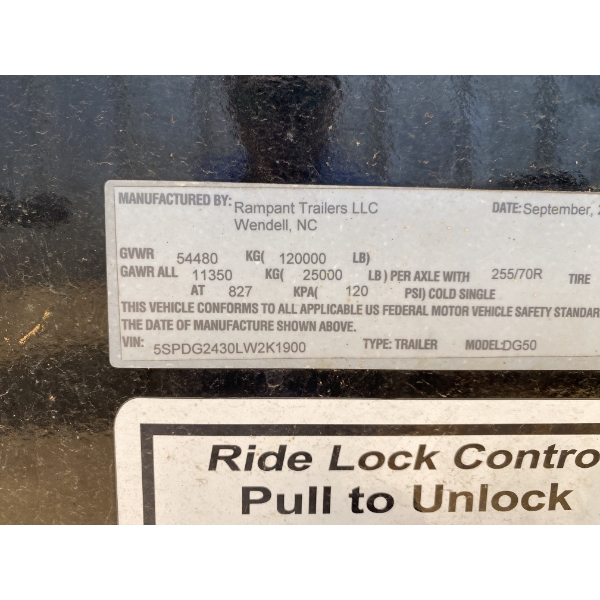 MANUFACTURED BY: Rampant Trailers LLC DATE: September,
Wendell, NC
GVWR 54480 KG( 120000 LB)
GAWR ALL 11350 KG( 25000 LB) PER AXLE WITH 255/70R TIRE
AT 827 KPA( 120 PSI) COLD SINGLE
THIS VEHICLE CONFORMS TO ALL APPLICABLE US FEDERAL MOTOR VEHICLE SAFETY STANDAR
THE DATE OF MANUFACTURE SHOWN ABOVE.
VIN: 5SPDG2430LW2K1900 TYPE: TRAILER MODEL: DG50
Ride Lock Contro
Pull to Unlock